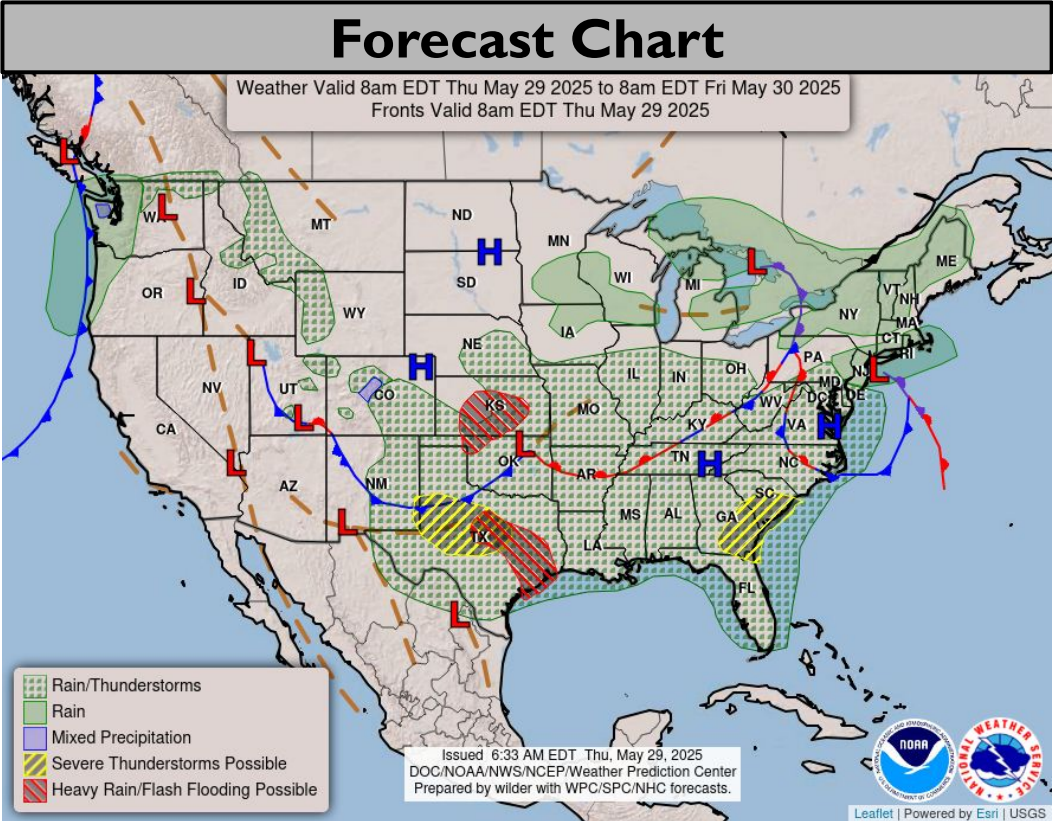 Forecast Chart
Weather Valid 8am EDT Thu May 29 2025 to 8am EDT Fri May 30 2025
Fronts Valid 8am EDT Thu May 29 2025
L
WA
L
MT
ND
H
MN
L
ME
OR
L
ID
SD
WI
MI
VT
NH
WY
NY
MA
IA
CT
RI
NE
L
PA
NV
UT
H
CO
IL
IN
OH
NJ
L
MD
DE
DC
WV
KS
MO
L
CA
KY
VA
H
L
OK
L
AR
TN
H
NC
AZ
NM
L
TX
MS
AL
GA
SC
LA
FL
L
Rain/Thunderstorms
Rain
Mixed Precipitation
Severe Thunderstorms Possible
Heavy Rain/Flash Flooding Possible
Issued 6:33 AM EDT Thu, May 29, 2025
DOC/NOAA/NWS/NCEP/Weather Prediction Center
Prepared by wilder with WPC/SPC/NHC forecasts.
NOAA
NATIONAL WEATHER SERVICE
Leaflet | Powered by Esri | USGS